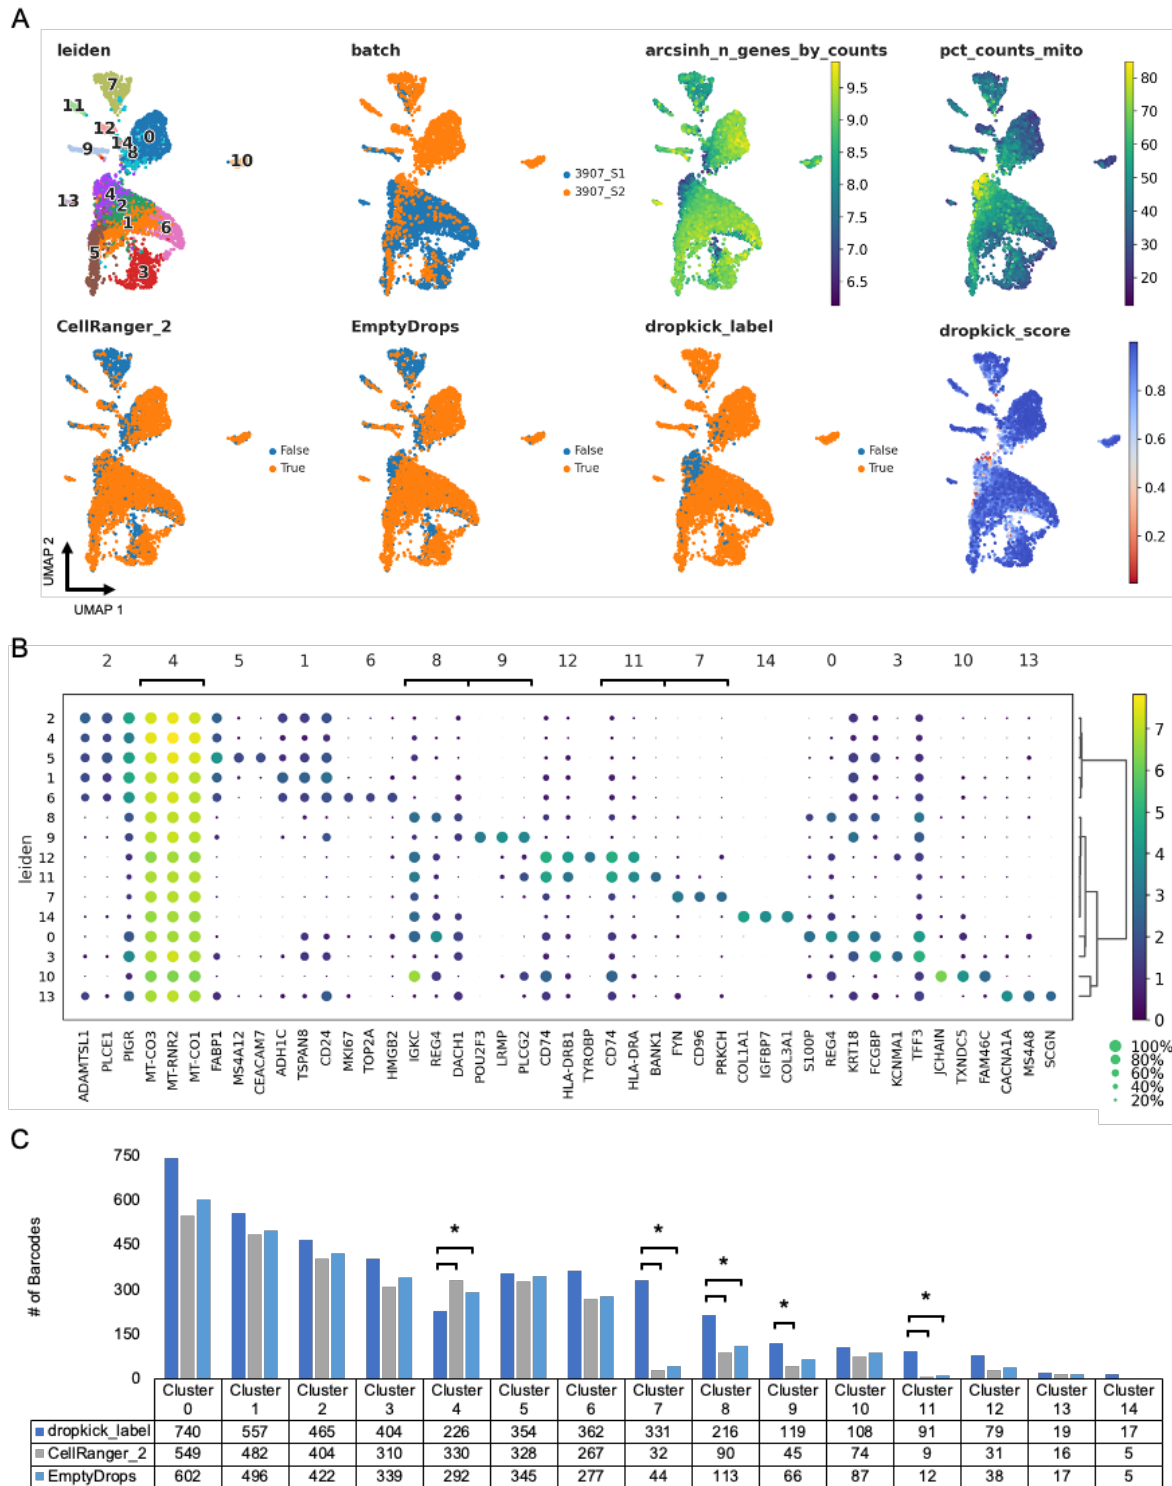 A
leiden batch arcsinh_n_genes_by_counts pct_counts_mito
7
11
12
14 0
9 8
10
13 4
2
1 6
5
3
3907_S1
3907_S2
9.5
9.0
8.5
8.0
7.5
7.0
6.5
80
70
60
50
40
30
20
CellRanger_2 EmptyDrops dropkick_label dropkick_score
False
True
False
True
False
True
0.8
0.6
0.4
0.2
UMAP 2
UMAP 1
B
2 4 5 1 6 8 9 12 11 7 14 0 3 10 13
leiden
2
4
5
1
6
8
9
12
11
7
14
0
3
10
13
ADAMTSL1 PLCE1 PIGR MT-CO3 MT-RNR2 MT-CO1 FABP1 MS4A12 CEACAM7 ADH1C TSPAN8 CD24 MKI67 TOP2A HMGB2 IGKC REG4 DACH1 POU2F3 LRMP PLCG2 CD74 HLA-DRB1 TYROBP CD74 HLA-DRA BANK1 FYN CD96 PRKCH COL1A1 IGFBP7 COL3A1 S100P REG4 KRT18 FCGBP KCNMA1 TFF3 JCHAIN TXNDC5 FAM46C CACNA1A MS4A8 SCGN
7
6
5
4
3
2
1
0
100%
80%
60%
40%
20%
C
# of Barcodes
750
600
450
300
150
0
* * * * *
Cluster Cluster Cluster Cluster Cluster Cluster Cluster Cluster Cluster Cluster Cluster Cluster Cluster Cluster Cluster
0 1 2 3 4 5 6 7 8 9 10 11 12 13 14
dropkick_label 740 557 465 404 226 354 362 331 216 119 108 91 79 19 17
CellRanger_2 549 482 404 310 330 328 267 32 90 45 74 9 31 16 5
EmptyDrops 602 496 422 339 292 345 277 44 113 66 87 12 38 17 5